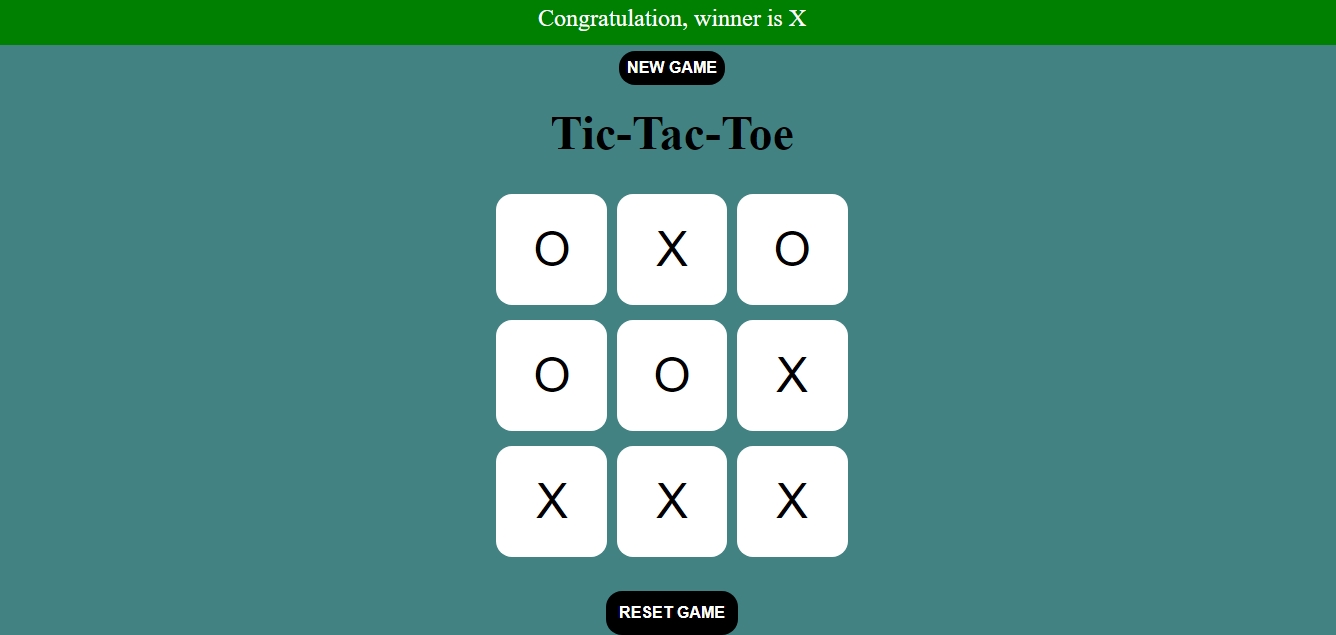 Congratulation, winner is X
NEW GAME
Tic-Tac-Toe
O X O
O O X
X X X
RESET GAME